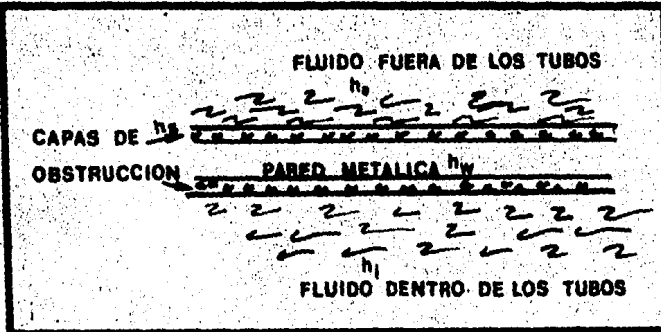 FLUIDO FUERA DE LOS TUBOS
hₒ
CAPAS DE hs
OBSTRUCCION
PARED METALICA hw
hi
FLUIDO DENTRO DE LOS TUBOS